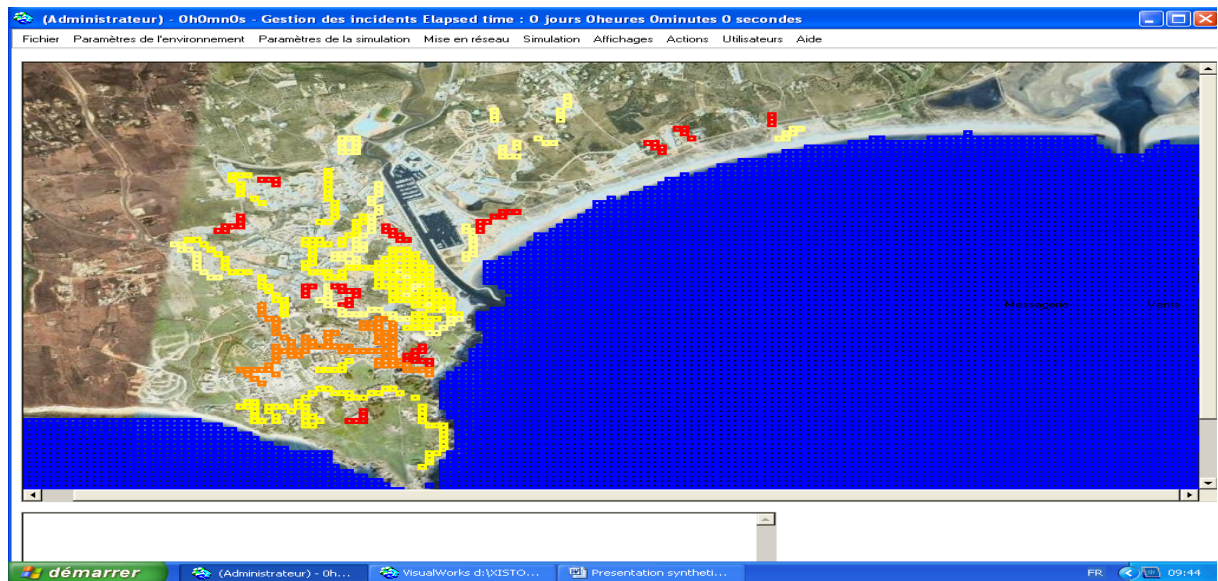 (Administrateur) - 0h0mn0s - Gestion des incidents Elapsed time : 0 jours 0heures 0minutes 0 secondes
Fichier Paramètres de l'environnement Paramètres de la simulation Mise en réseau Simulation Affichages Actions Utilisateurs Aide
démarrer (Administrateur) - 0h... VisualWorks d:\XISTO... Presentation syntheti... FR 09:44